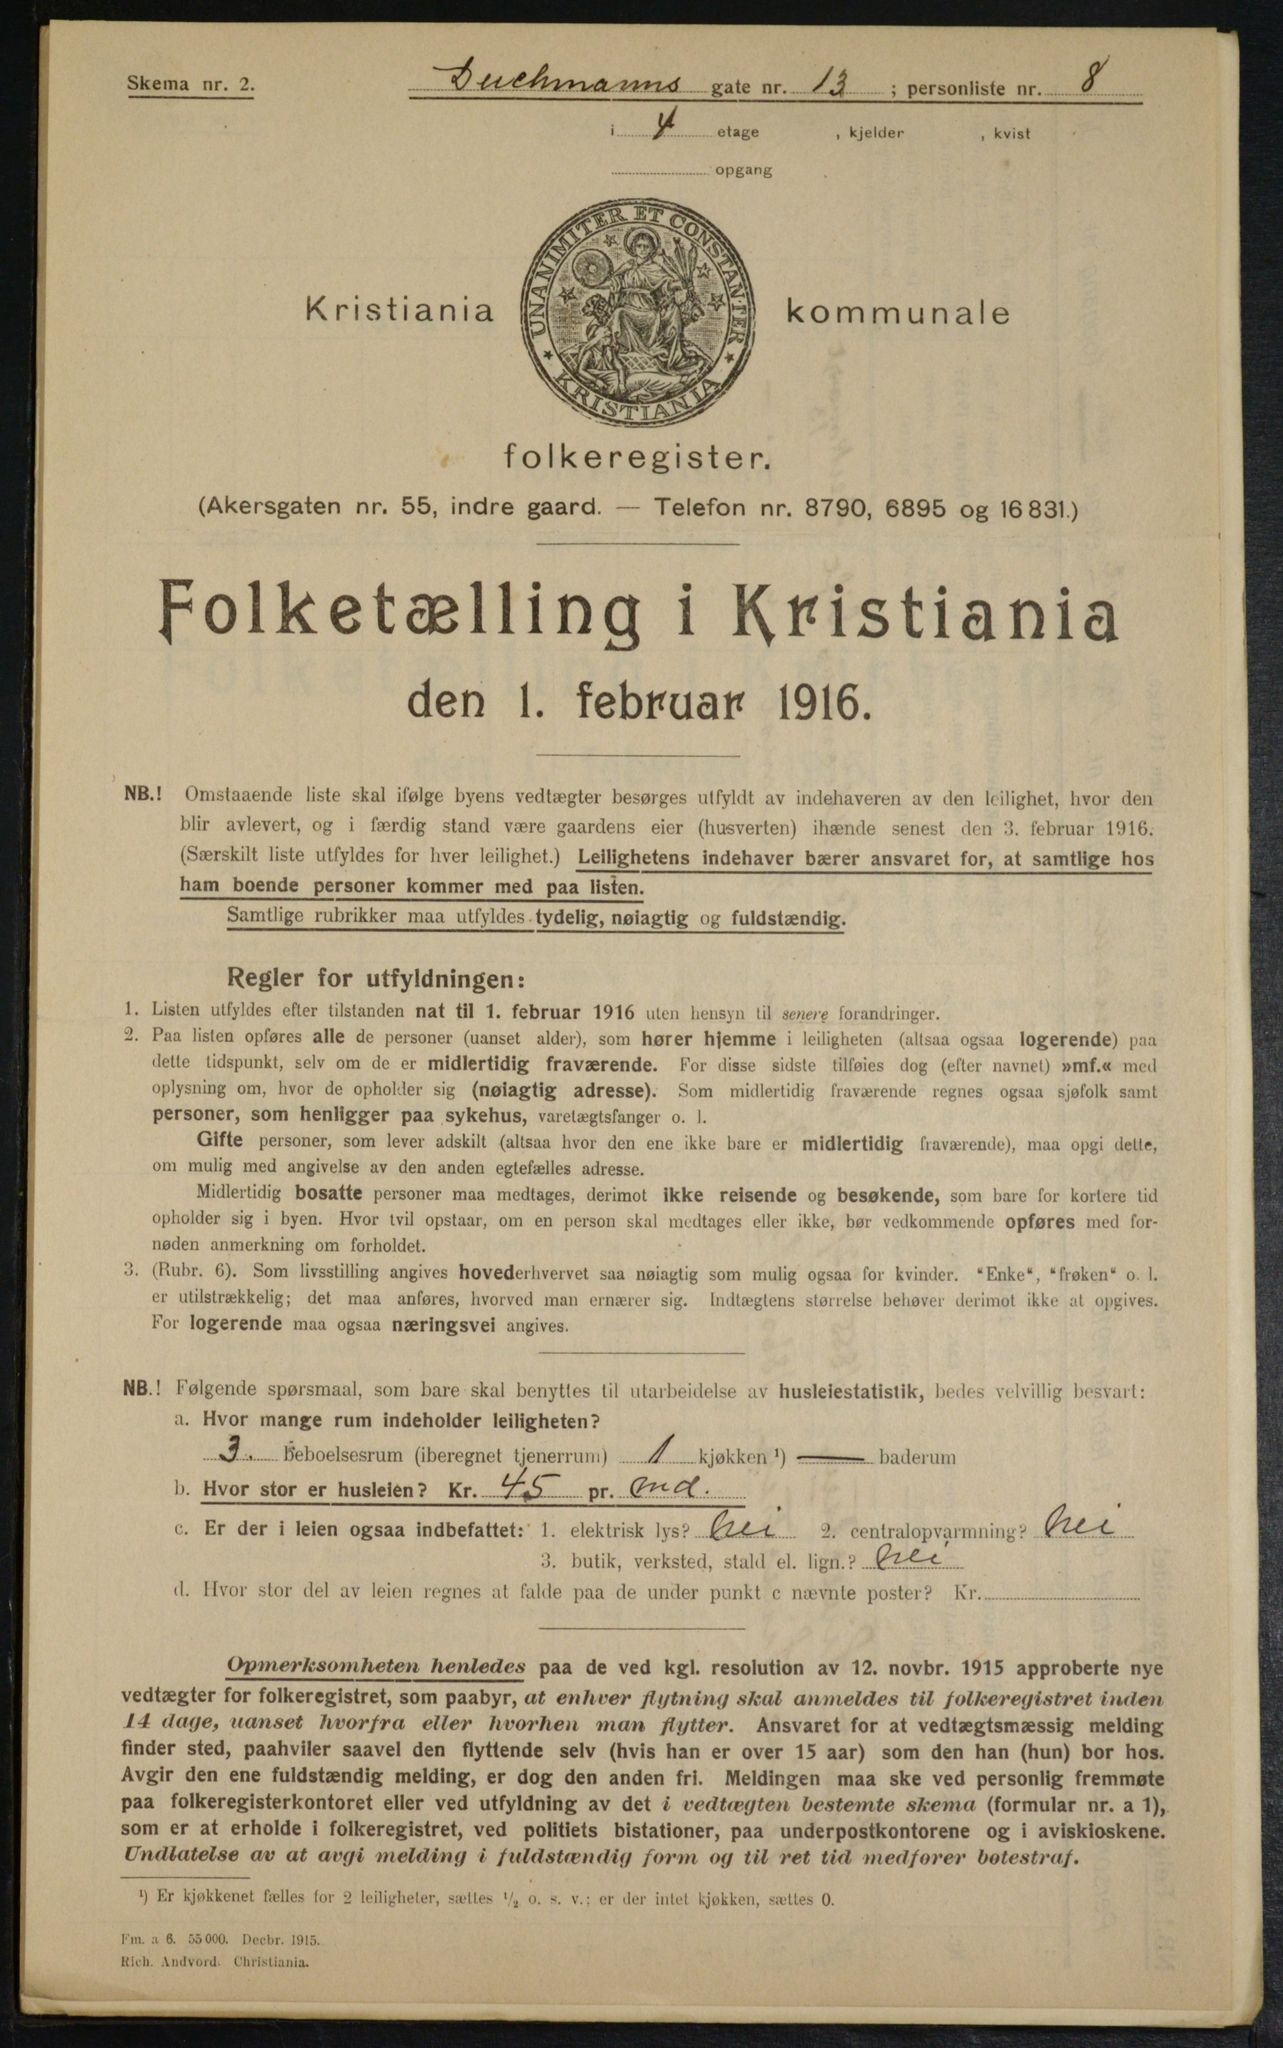 Skema nr. 2.
Deichmanns gate nr. 13 ; personliste nr. 8
i 4 etage , kjelder , kvist
opgang
UNANIMITER ET CONSTANTER
KRISTIANIA
Kristiania kommunale
folkeregister.
(Akersgaten nr. 55, indre gaard. — Telefon nr. 8790, 6895 og 16 831.)
Folketælling i Kristiania
den 1. februar 1916.
NB.! Omstaaende liste skal ifølge byens vedtægter besørges utfyldt av indehaveren av den leilighet, hvor den
blir avlevert, og i færdig stand være gaardens eier (husverten) ihænde senest den 3. februar 1916.
(Særskilt liste utfyldes for hver leilighet.) Leilighetens indehaver bærer ansvaret for, at samtlige hos
ham boende personer kommer med paa listen.
Samtlige rubrikker maa utfyldes tydelig, nøiagtig og fuldstændig.
Regler for utfyldningen:
1. Listen utfyldes efter tilstanden nat til 1. februar 1916 uten hensyn til senere forandringer.
2. Paa listen opføres alle de personer (uanset alder), som hører hjemme i leiligheten (altsaa ogsaa logerende) paa
dette tidspunkt, selv om de er midlertidig fraværende. For disse sidste tilføies dog (efter navnet) »mf.« med
oplysning om, hvor de opholder sig (nøiagtig adresse). Som midlertidig fraværende regnes ogsaa sjøfolk samt
personer, som henligger paa sykehus, varetægtsfanger o. l.
Gifte personer, som lever adskilt (altsaa hvor den ene ikke bare er midlertidig fraværende), maa opgi dette,
om mulig med angivelse av den anden egtefælles adresse.
Midlertidig bosatte personer maa medtages, derimot ikke reisende og besøkende, som bare for kortere tid
opholder sig i byen. Hvor tvil opstaar, om en person skal medtages eller ikke, bør vedkommende opføres med for-
nøden anmerkning om forholdet.
3. (Rubr. 6). Som livsstilling angives hovederhvervet saa nøiagtig som mulig ogsaa for kvinder. "Enke", "frøken" o. l.
er utilstrækkelig; det maa anføres, hvorved man ernærer sig. Indtægtens størrelse behøver derimot ikke at opgives.
For logerende maa ogsaa næringsvei angives.
NB.! Følgende spørsmaal, som bare skal benyttes til utarbeidelse av husleiestatistik, bedes velvillig besvart:
a. Hvor mange rum indeholder leiligheten?
3. Beboelsesrum (iberegnet tjenerrum) 1 kjøkken ¹) — baderum
b. Hvor stor er husleien? Kr. 45 pr. md.
c. Er der i leien ogsaa indbefattet: 1. elektrisk lys? Nei 2. centralopvarmning? Nei
3. butik, verksted, stald el. lign.? Nei
d. Hvor stor del av leien regnes at falde paa de under punkt c nævnte poster? Kr.
Opmerksomheten henledes paa de ved kgl. resolution av 12. novbr. 1915 approberte nye
vedtægter for folkeregistret, som paabyr, at enhver flytning skal anmeldes til folkeregistret inden
14 dage, uanset hvorfra eller hvorhen man flytter. Ansvaret for at vedtægtsmæssig melding
finder sted, paahviler saavel den flyttende selv (hvis han er over 15 aar) som den han (hun) bor hos.
Avgir den ene fuldstændig melding, er dog den anden fri. Meldingen maa ske ved personlig fremmøte
paa folkeregisterkontoret eller ved utfyldning av det i vedtægten bestemte skema (formular nr. a 1),
som er at erholde i folkeregistret, ved politiets bistationer, paa underpostkontorene og i aviskioskene.
Undlatelse av at avgi melding i fuldstændig form og til ret tid medfører bøtestraf.
¹) Er kjøkkenet fælles for 2 leiligheter, sættes 1/2 o. s. v.; er der intet kjøkken, sættes 0.
Fm. a 6. 55 000. Decbr. 1915.
Rich. Andvord. Christiania.